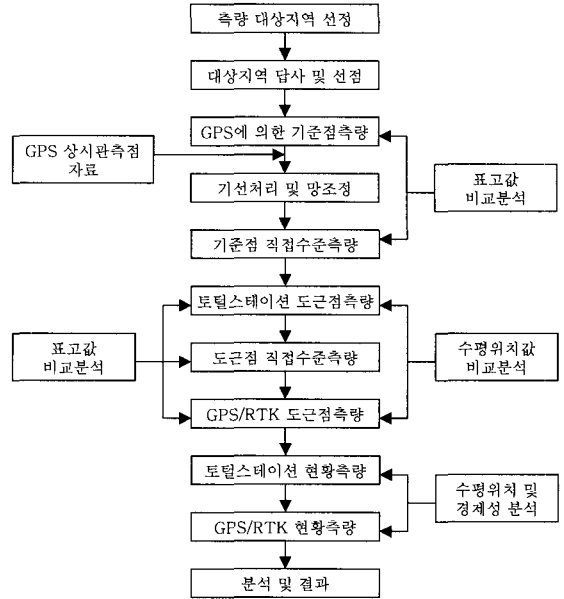 측량 대상지역 선정
대상지역 답사 및 선점
GPS에 의한 기준점측량
GPS 상시관측점
자료
기선처리 및 망조정
표고값
비교분석
기준점 직접수준측량
토털스테이션 도근점측량
표고값
비교분석
도근점 직접수준측량
수평위치값
비교분석
GPS/RTK 도근점측량
토털스테이션 현황측량
수평위치 및
경제성 분석
GPS/RTK 현황측량
분석 및 결과